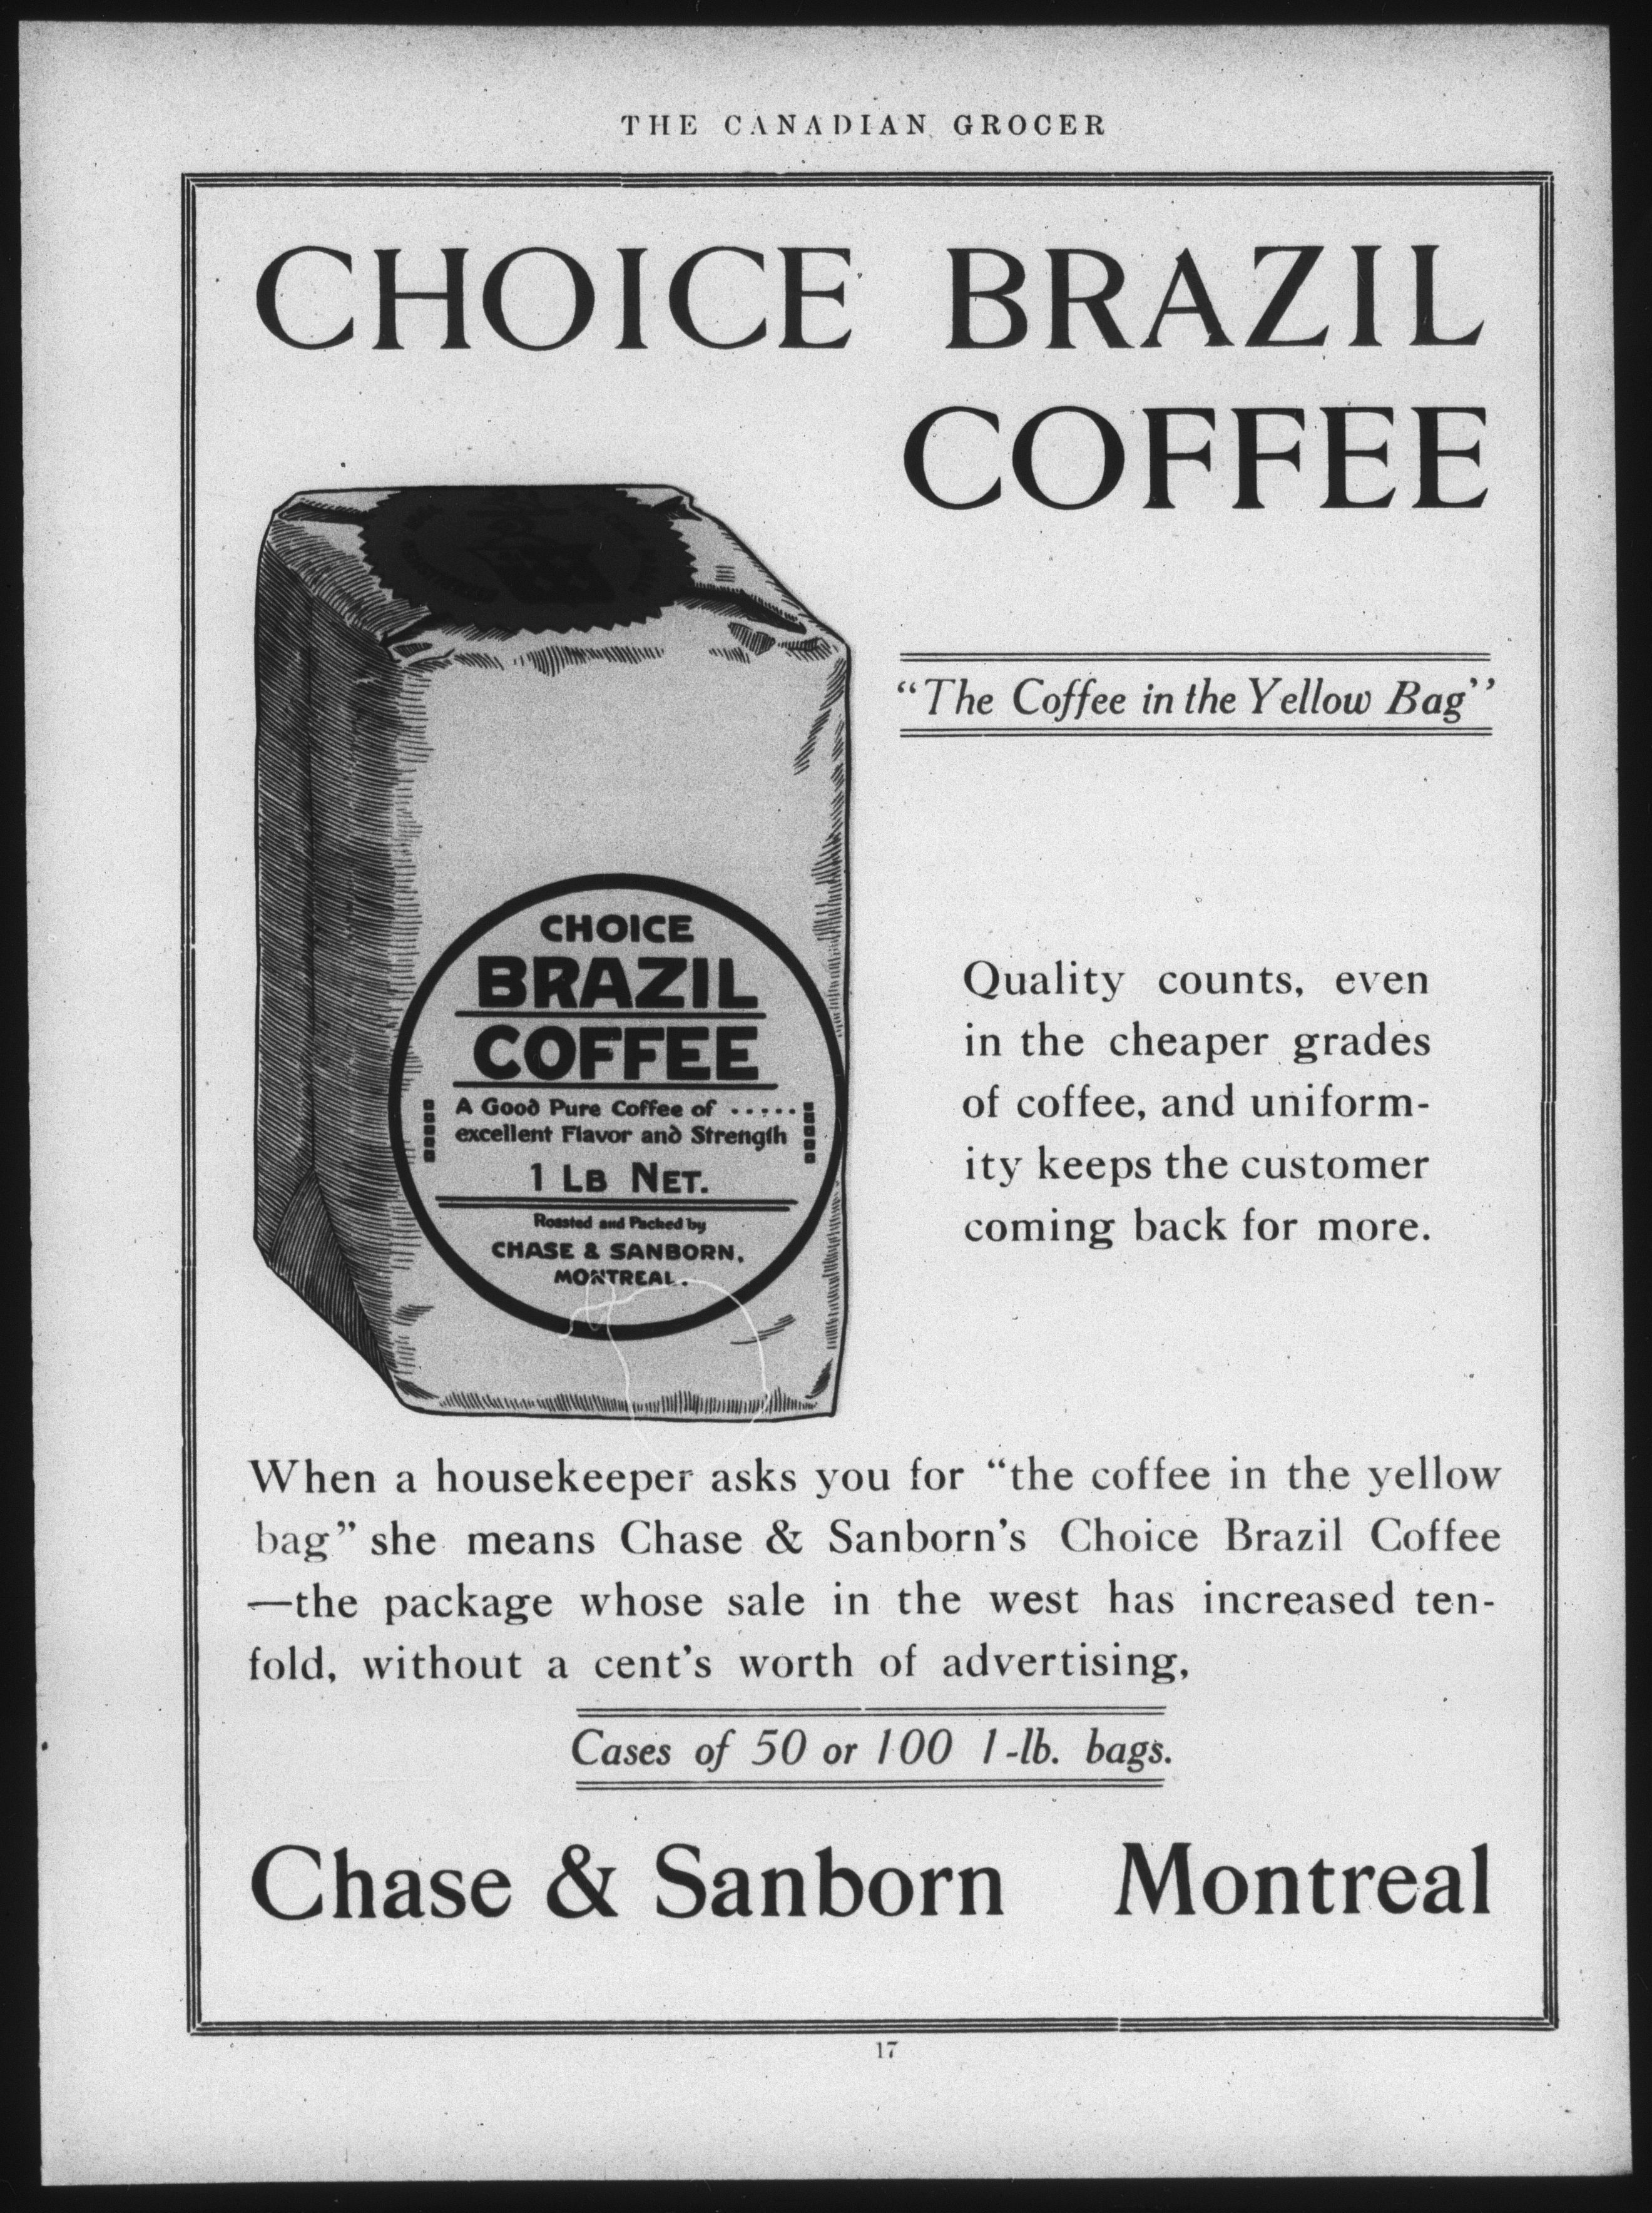 THE CANADIAN GROCER
CHOICE BRAZIL
COFFEE
"The Coffee in the Yellow Bag"
CHOICE
BRAZIL
COFFEE
A Good Pure Coffee of .....
excellent Flavor and Strength
1 LB NET.
Roasted and Packed by
CHASE & SANBORN.
MONTREAL.
Quality counts, even
in the cheaper grades
of coffee, and uniform-
ity keeps the customer
coming back for more.
When a housekeeper asks you for "the coffee in the yellow
bag" she means Chase & Sanborn's Choice Brazil Coffee
—the package whose sale in the west has increased ten-
fold, without a cent's worth of advertising,
Cases of 50 or 100 1-lb. bags.
Chase & Sanborn Montreal
17